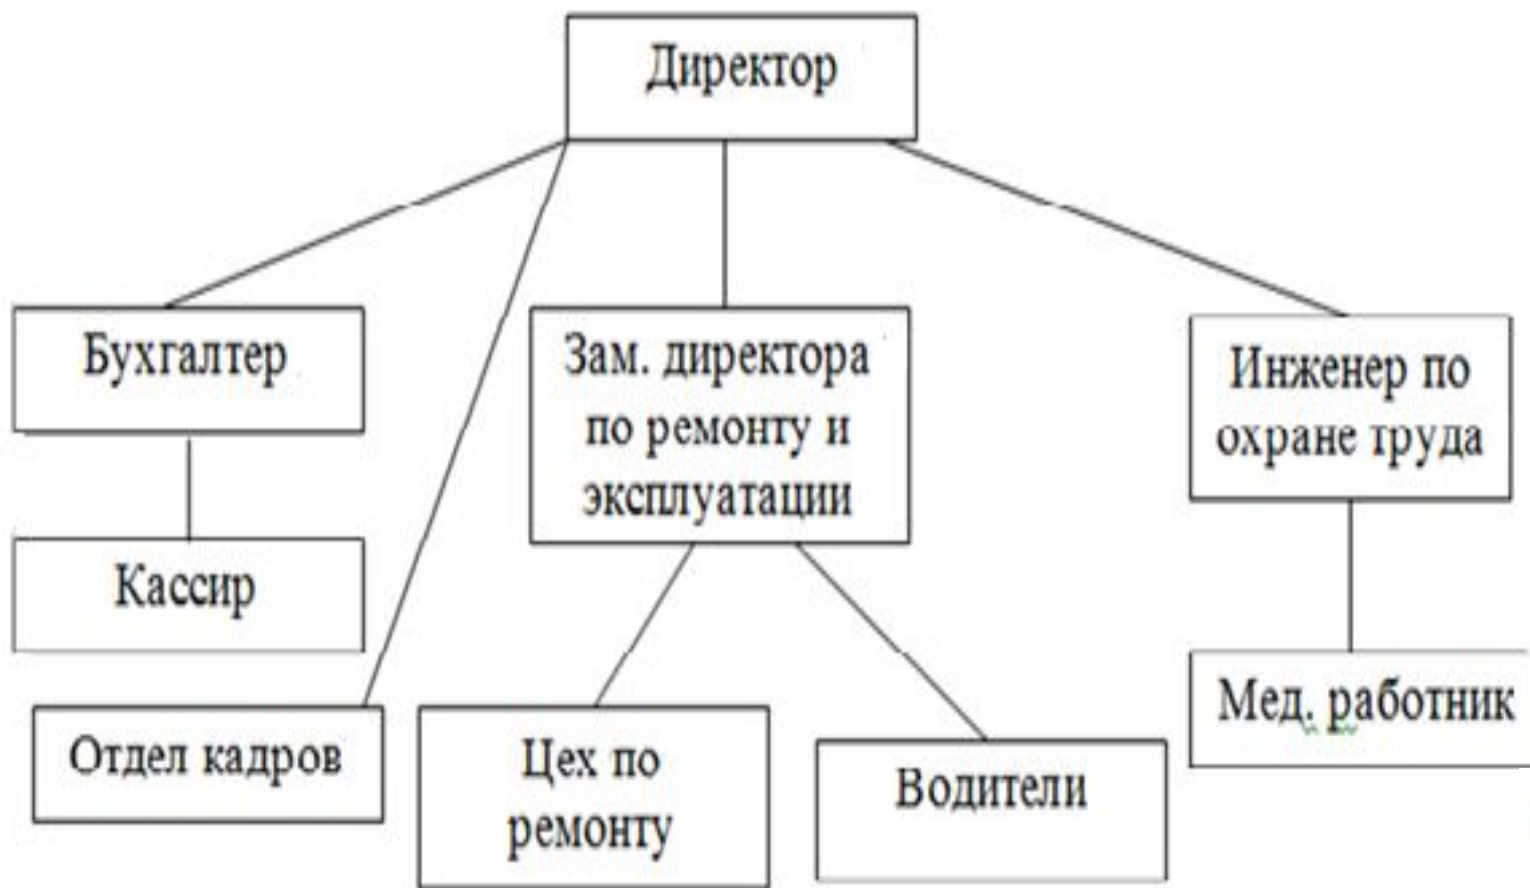 Директор
Бухгалтер
Зам. директора
по ремонту и
эксплуатации
Инженер по
охране труда
Кассир
Мед. работник
Отдел кадров
Цех по
ремонту
Водители